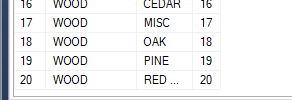 16 WOOD CEDAR 16
17 WOOD MISC 17
18 WOOD OAK 18
19 WOOD PINE 19
20 WOOD RED ... 20